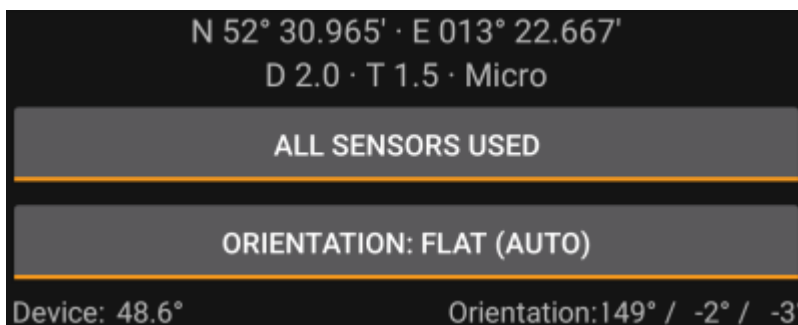 N 52° 30.965' · E 013° 22.667'
D 2.0 · T 1.5 · Micro
ALL SENSORS USED
ORIENTATION: FLAT (AUTO)
Device: 48.6°
Orientation:149° / -2° / -3°